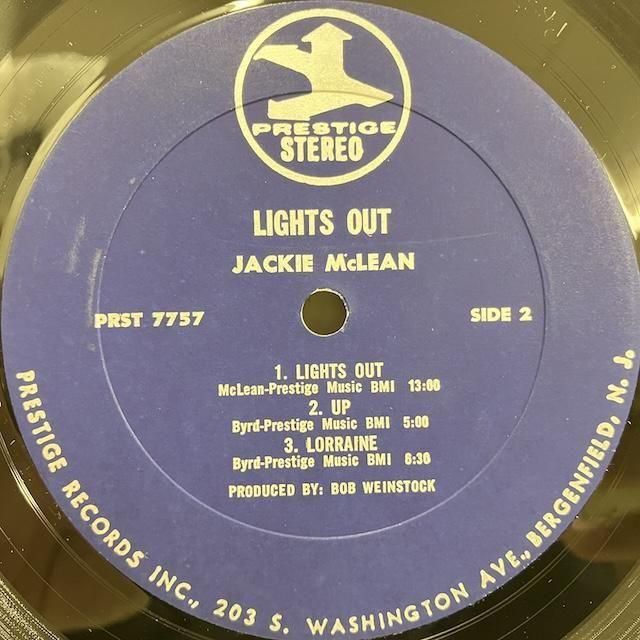 PRESTIGE
STEREO
LIGHTS OUT
JACKIE McLEAN
PRST 7757
SIDE 2
1. LIGHTS OUT
McLean-Prestige Music BMI 13:00
2. UP
Byrd-Prestige Music BMI 5:00
3. LORRAINE
Byrd-Prestige Music BMI 6:30
PRODUCED BY: BOB WEINSTOCK
PRESTIGE RECORDS INC., 203 S. WASHINGTON AVE., BERGENFIELD, N. J.